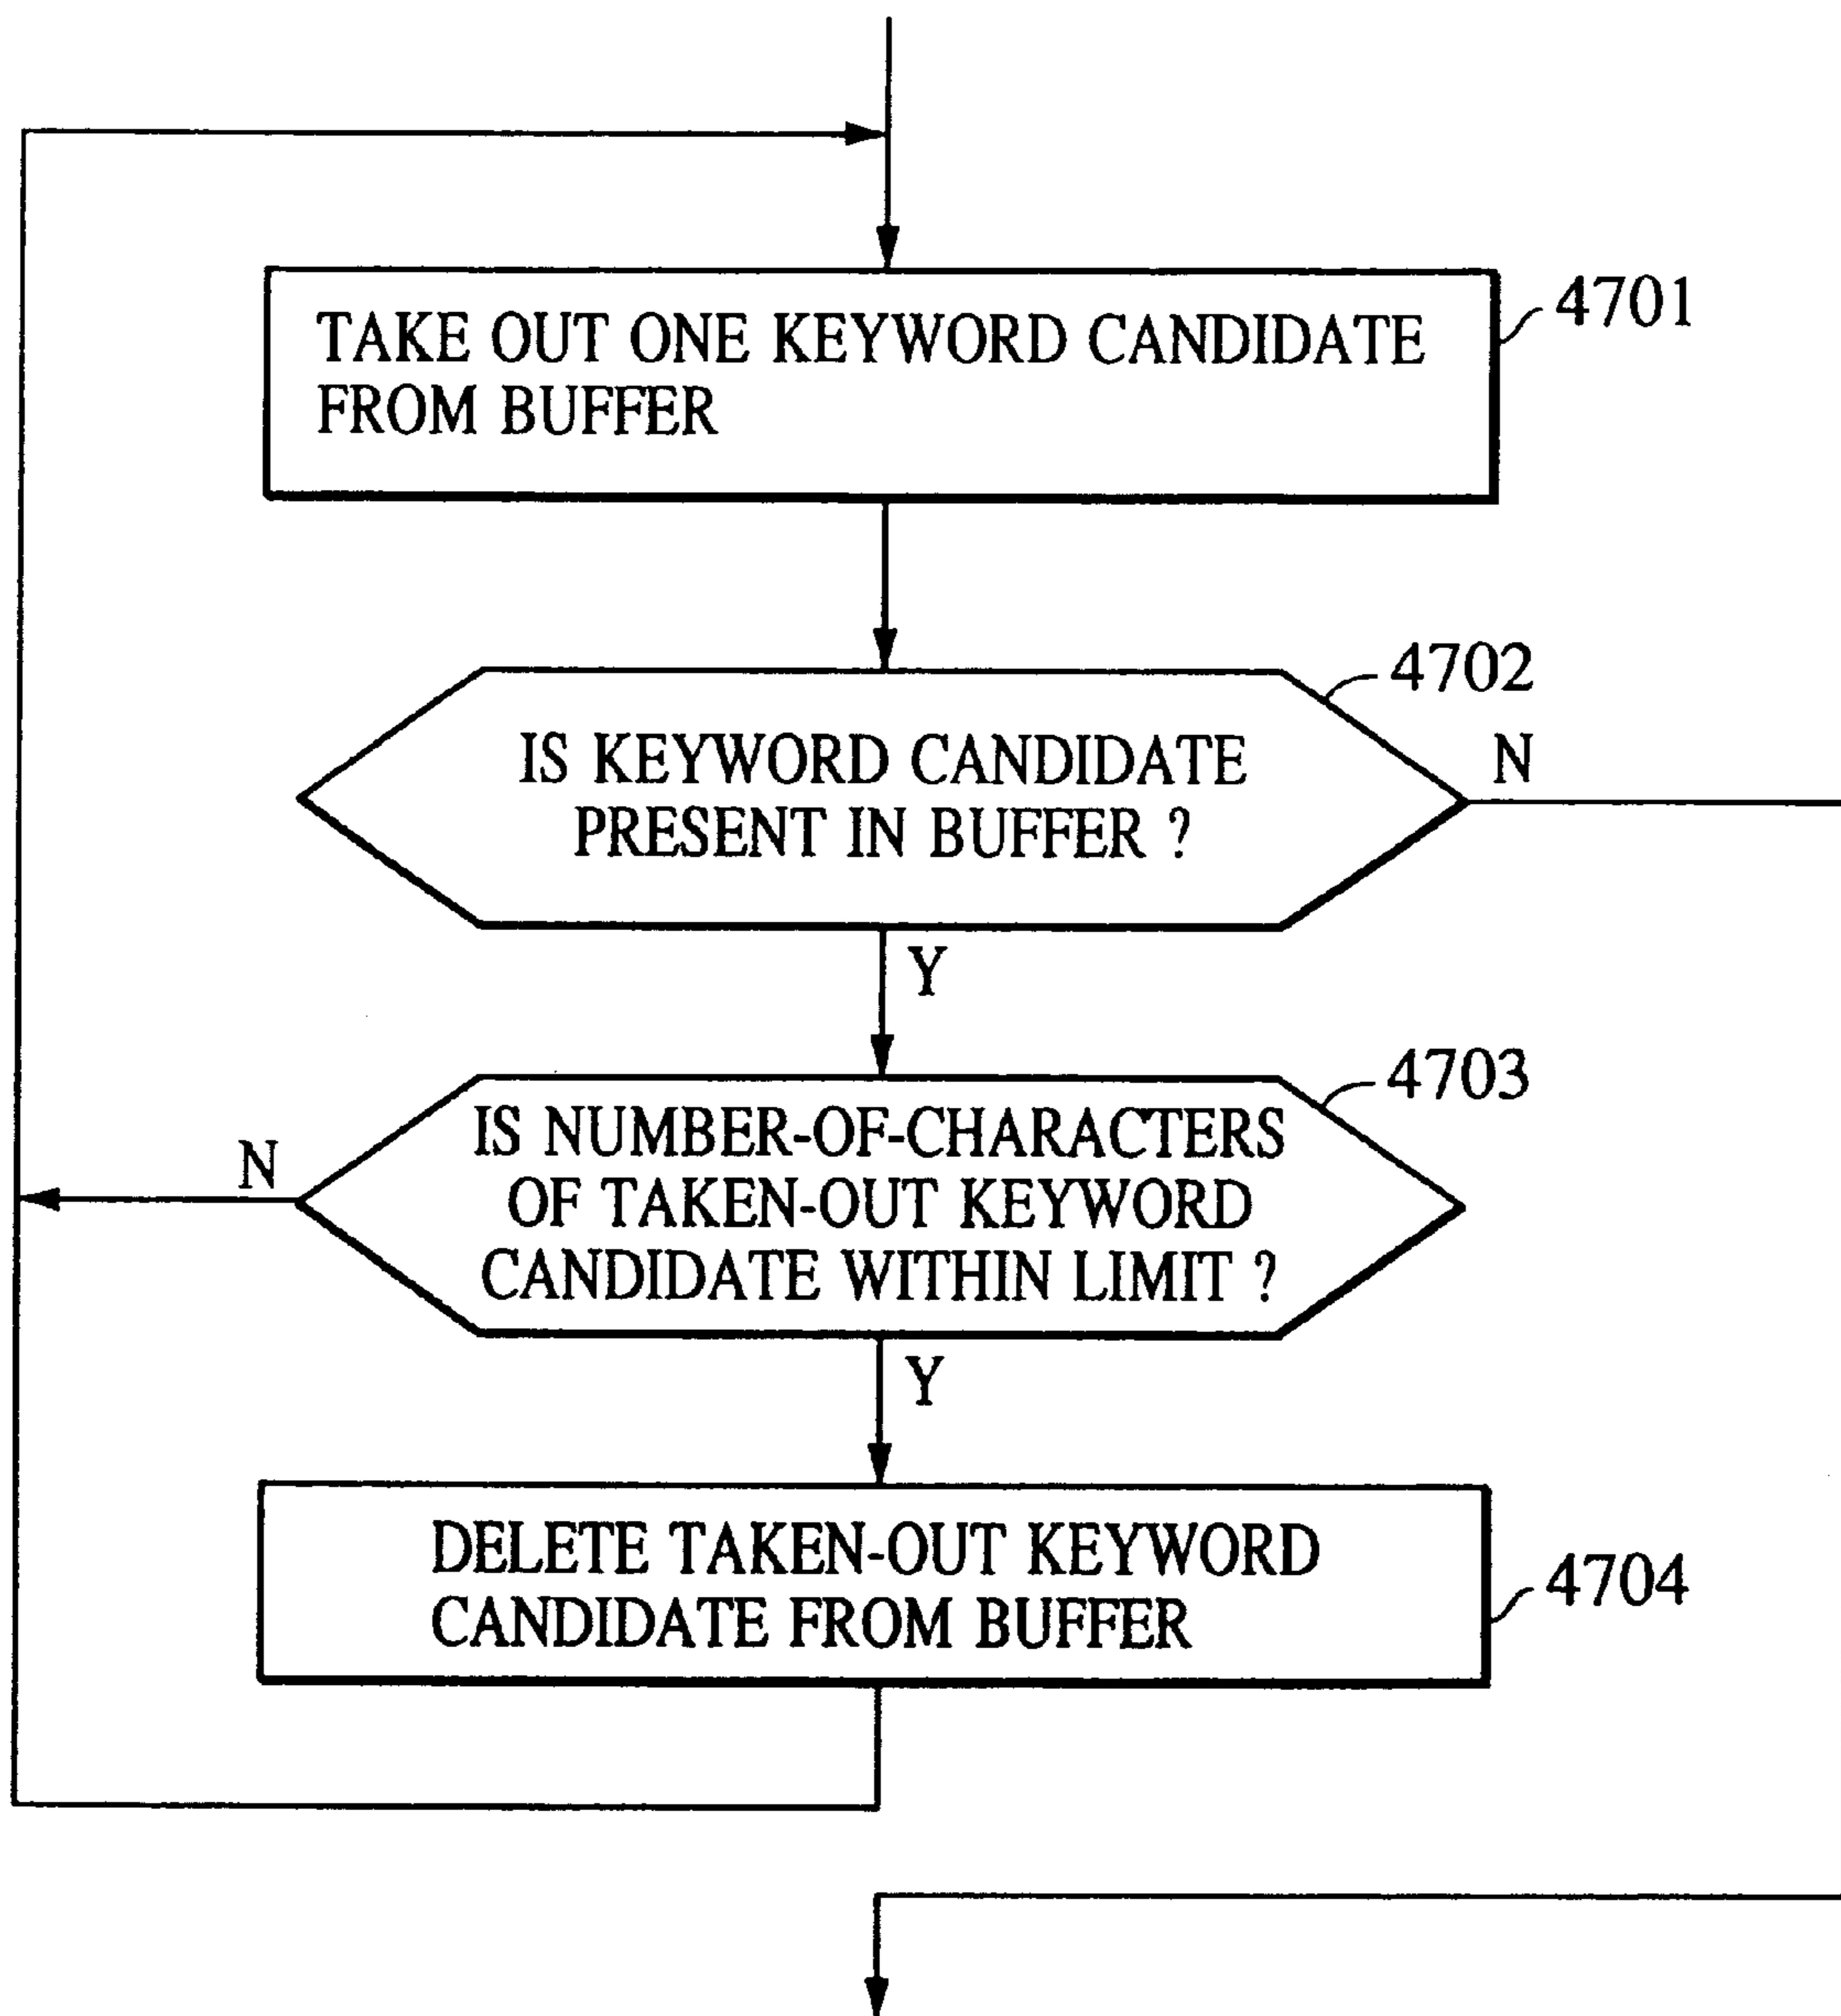 TAKE OUT ONE KEYWORD CANDIDATE
FROM BUFFER
4701
IS KEYWORD CANDIDATE
PRESENT IN BUFFER ?
4702
N
Y
IS NUMBER-OF-CHARACTERS
OF TAKEN-OUT KEYWORD
CANDIDATE WITHIN LIMIT ?
4703
N
Y
DELETE TAKEN-OUT KEYWORD
CANDIDATE FROM BUFFER
4704